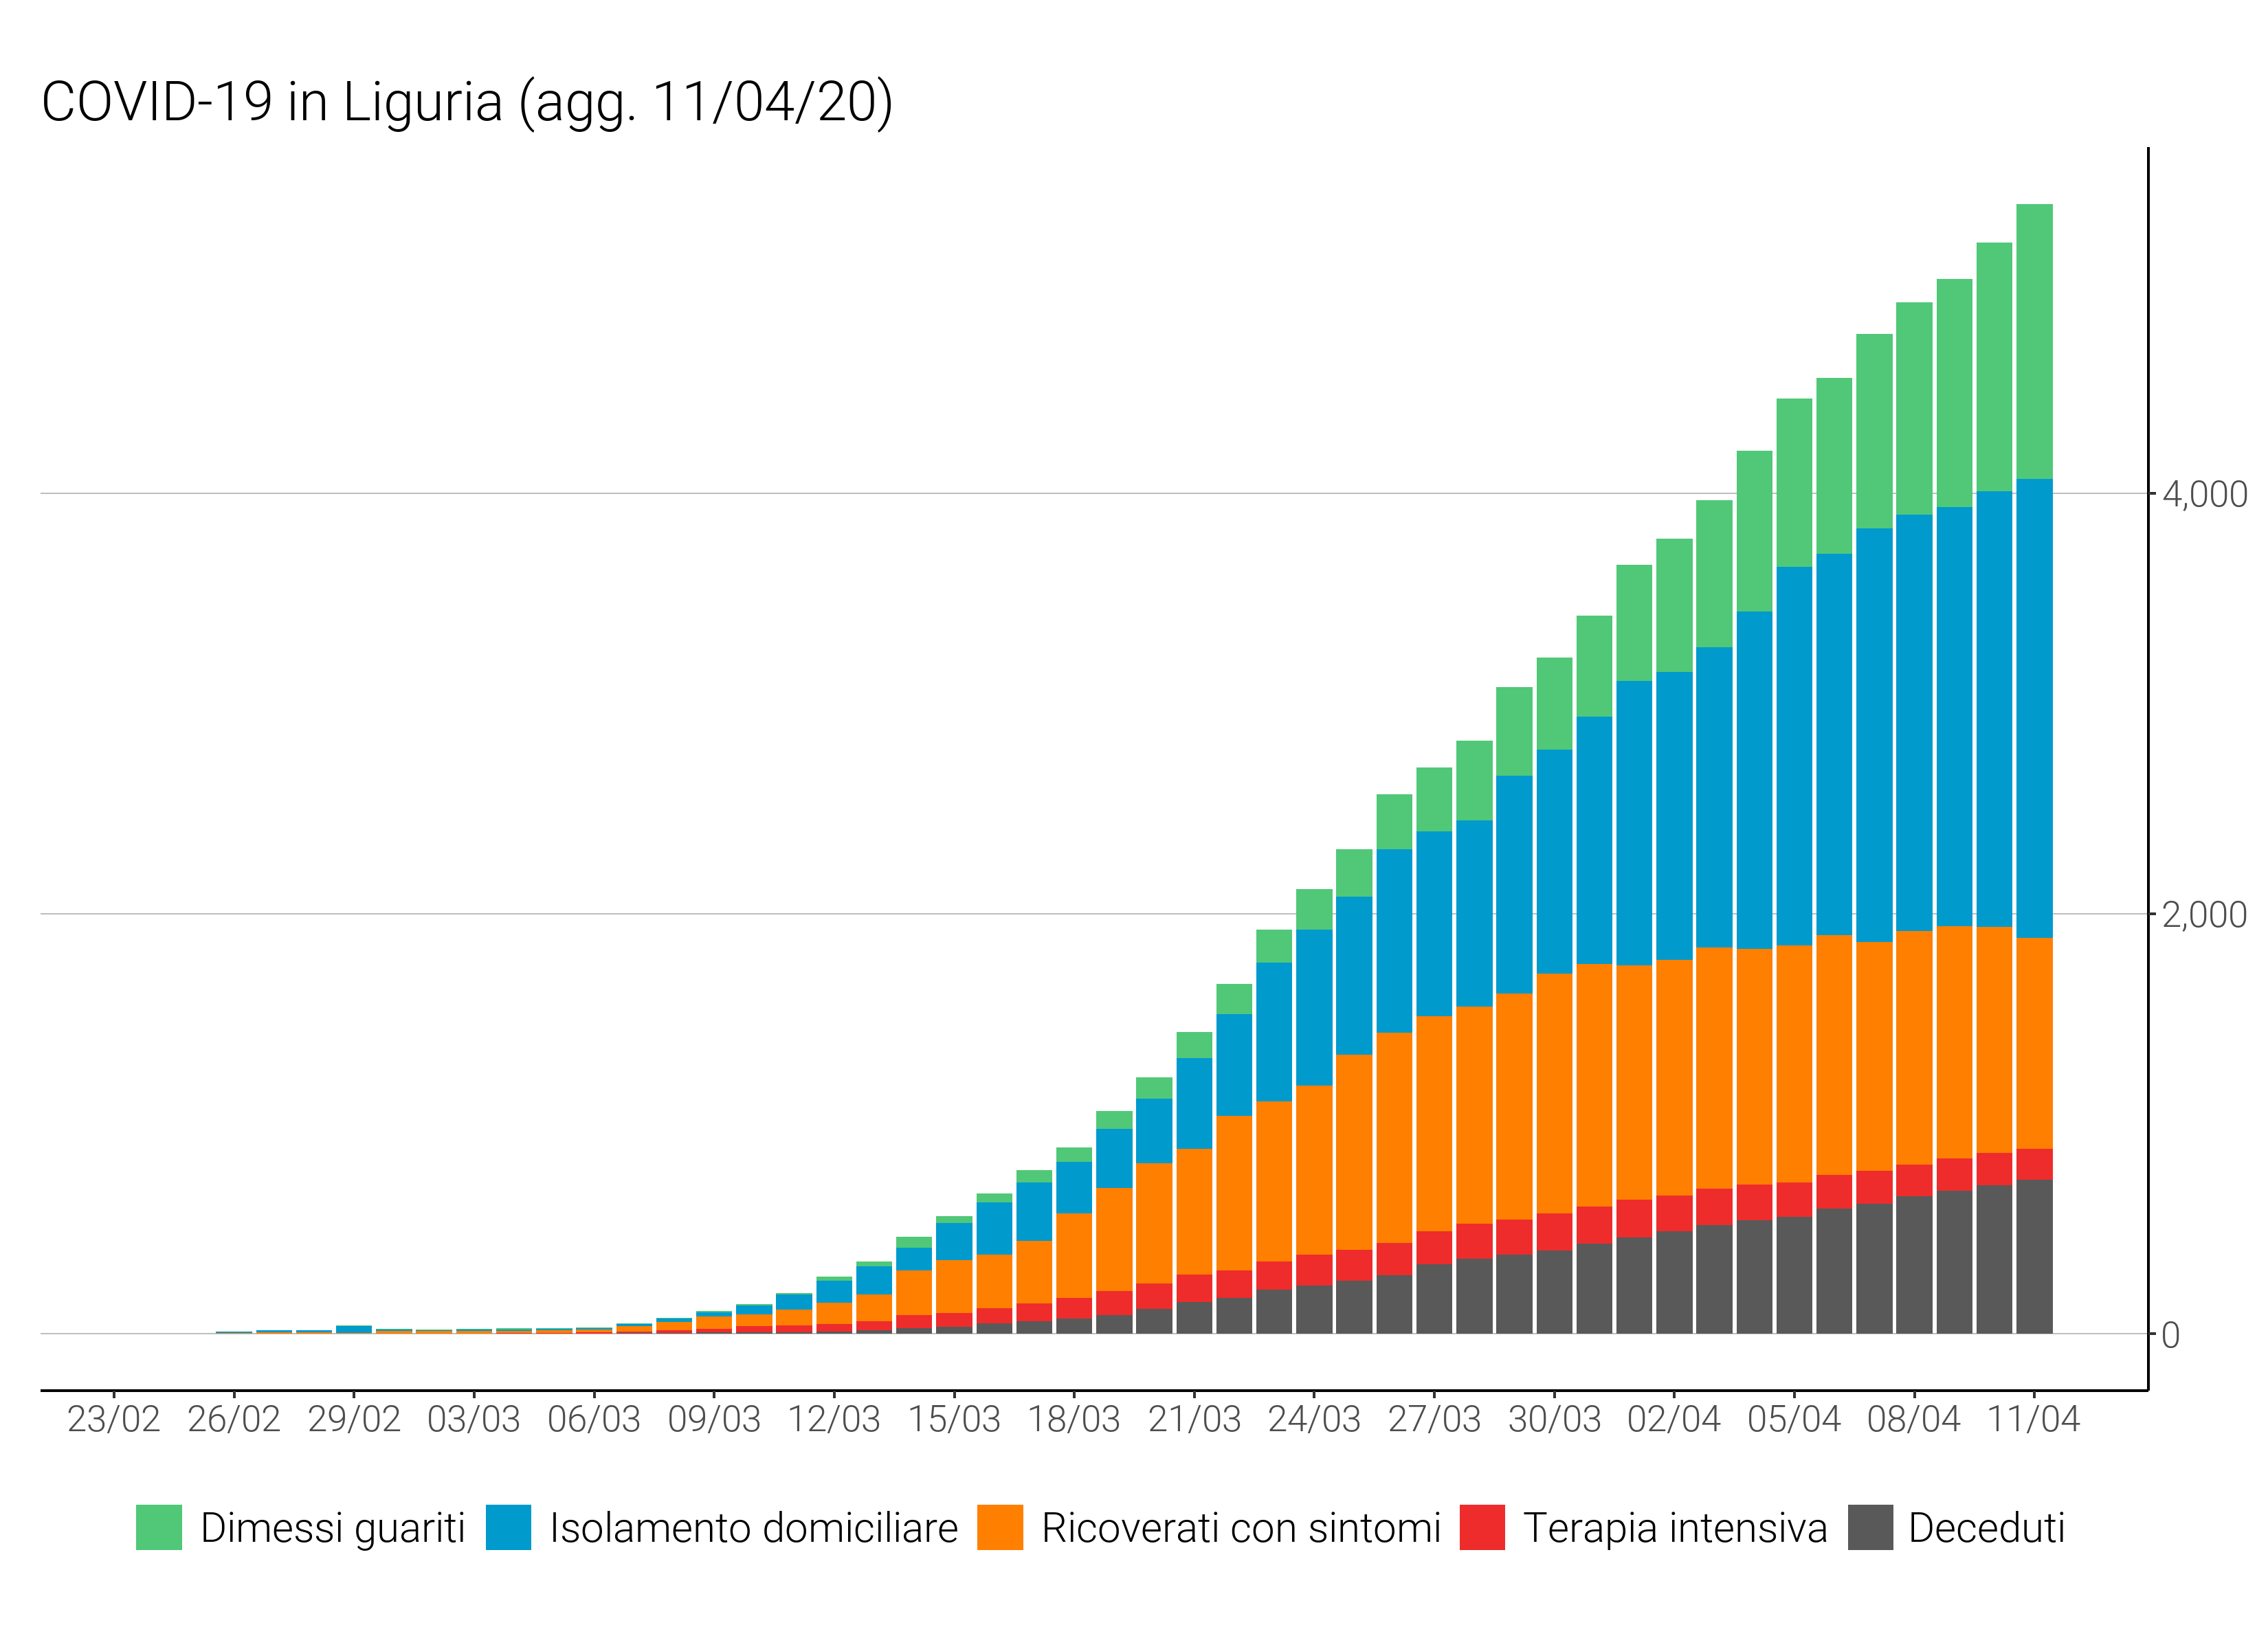 COVID-19 in Liguria (agg. 11/04/20)
4,000
2,000
0
23/02 26/02 29/02 03/03 06/03 09/03 12/03 15/03 18/03 21/03 24/03 27/03 30/03 02/04 05/04 08/04 11/04
Dimessi guariti Isolamento domiciliare Ricoverati con sintomi Terapia intensiva Deceduti